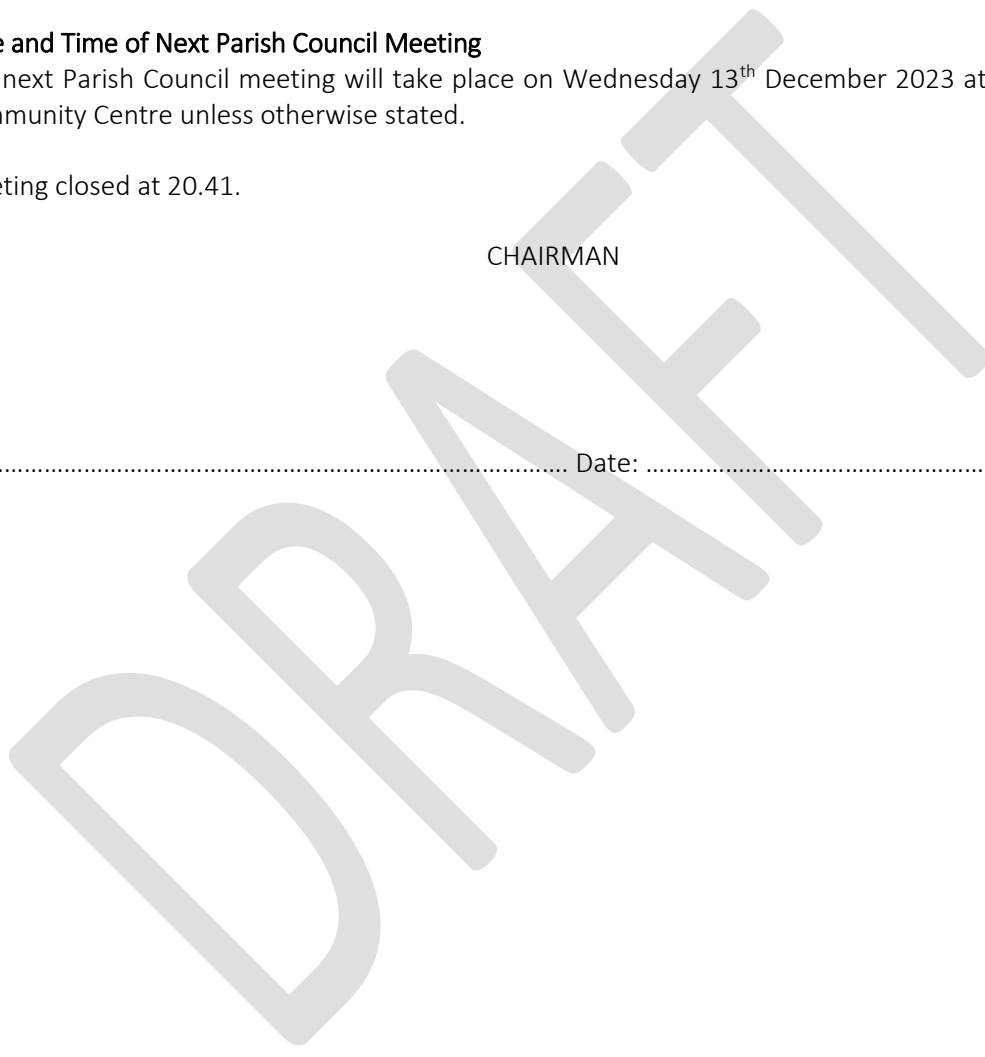 e and Time of Next Parish Council Meeting
next Parish Council meeting will take place on Wednesday 13th December 2023 at
mmunity Centre unless otherwise stated.
eting closed at 20.41.
CHAIRMAN
………………………………………………………………………… Date: ……………………………………………
DRAFT